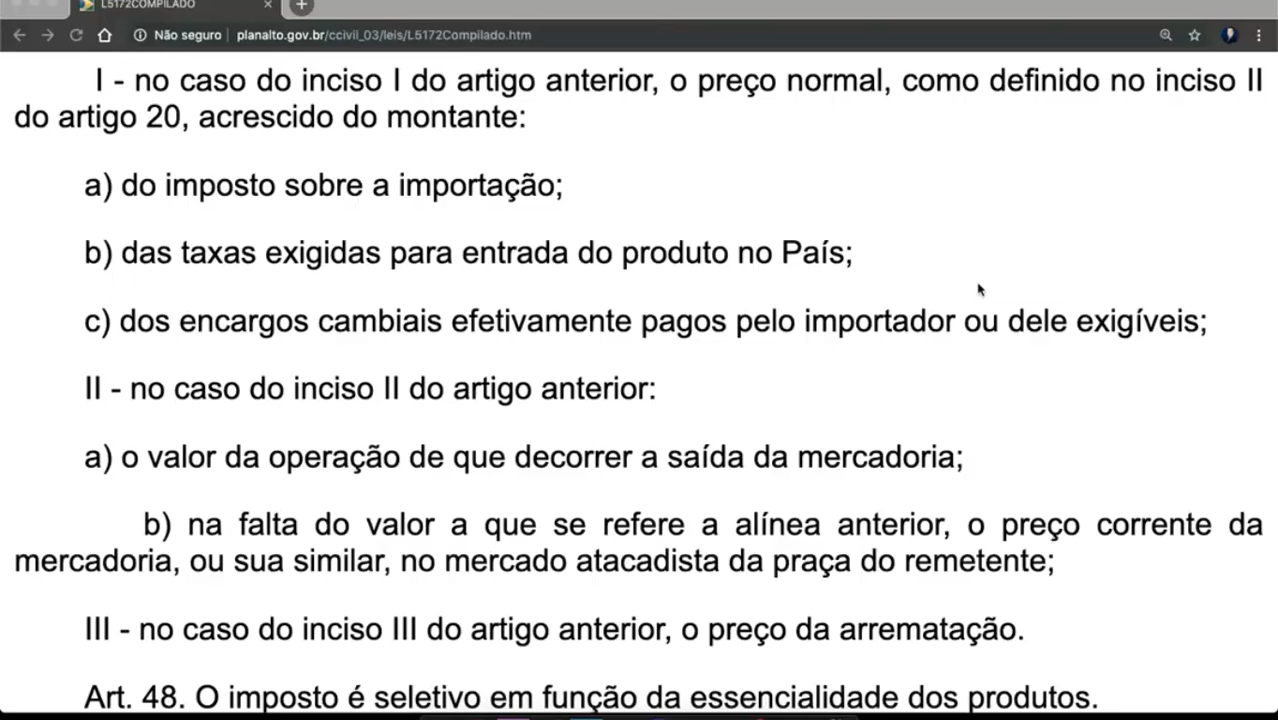 L5172COMPILADO
Não seguro planalto.gov.br/ccivil_03/leis/L5172Compilado.htm
I - no caso do inciso I do artigo anterior, o preço normal, como definido no inciso II
do artigo 20, acrescido do montante:
a) do imposto sobre a importação;
b) das taxas exigidas para entrada do produto no País;
c) dos encargos cambiais efetivamente pagos pelo importador ou dele exigíveis;
II - no caso do inciso II do artigo anterior:
a) o valor da operação de que decorrer a saída da mercadoria;
b) na falta do valor a que se refere a alínea anterior, o preço corrente da
mercadoria, ou sua similar, no mercado atacadista da praça do remetente;
III - no caso do inciso III do artigo anterior, o preço da arrematação.
Art. 48. O imposto é seletivo em função da essencialidade dos produtos.